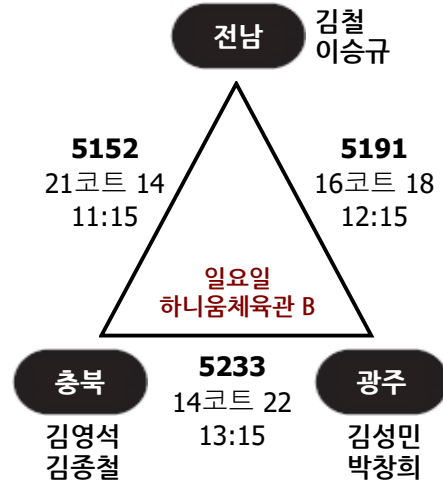 전남
김철
이승규
5152
21코트 14
11:15
5191
16코트 18
12:15
일요일
하니움체육관 B
충북
김영석
김종철
5233
14코트 22
13:15
광주
김성민
박창희